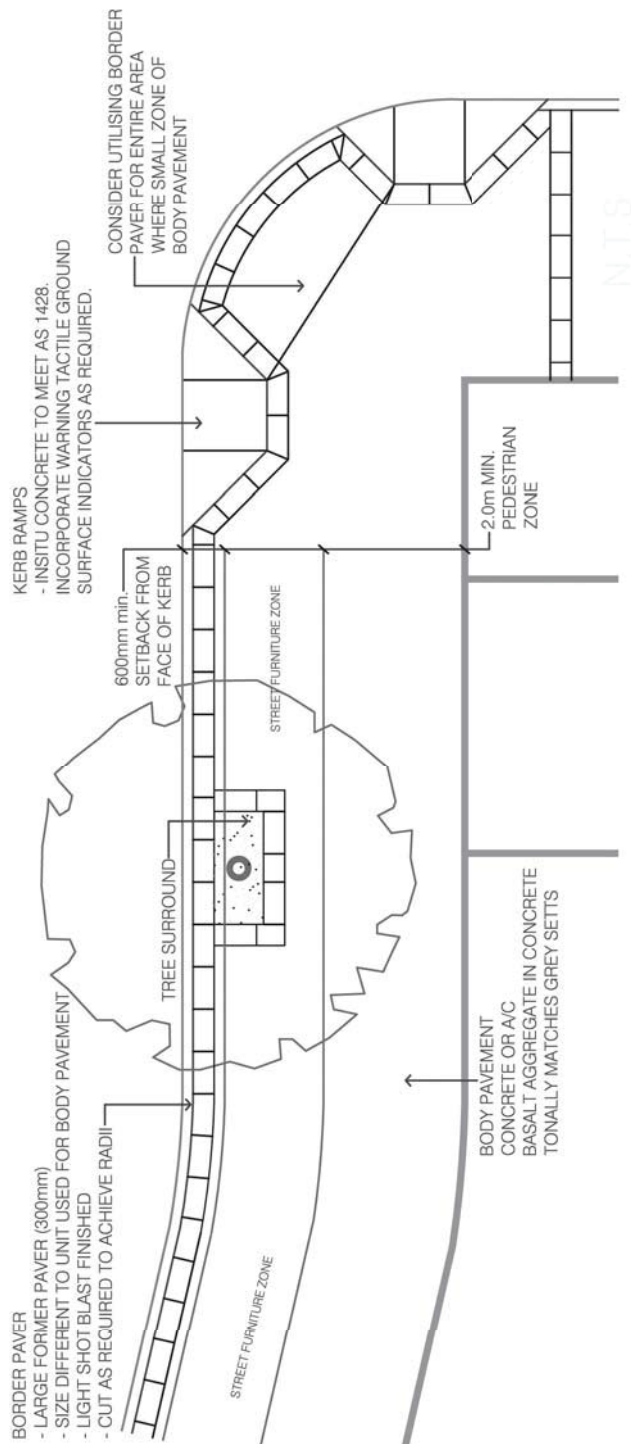 BORDER PAVER
- LARGE FORMER PAVER (300mm)
- SIZE DIFFERENT TO UNIT USED FOR BODY PAVEMENT
- LIGHT SHOT BLAST FINISHED
- CUT AS REQUIRED TO ACHIEVE RADII
TREE SURROUND
600mm min.
SETBACK FROM
FACE OF KERB
KERB RAMPS
- INSITU CONCRETE TO MEET AS 1428.
INCORPORATE WARNING TACTILE GROUND
SURFACE INDICATORS AS REQUIRED.
CONSIDER UTILISING BORDER
PAVER FOR ENTIRE AREA
WHERE SMALL ZONE OF
BODY PAVEMENT
STREET FURNITURE ZONE
STREET FURNITURE ZONE
BODY PAVEMENT
CONCRETE OR A/C
BASALT AGGREGATE IN CONCRETE
TONALLY MATCHES GREY SETTS
2.0m MIN.
PEDESTRIAN
ZONE
N.T.S